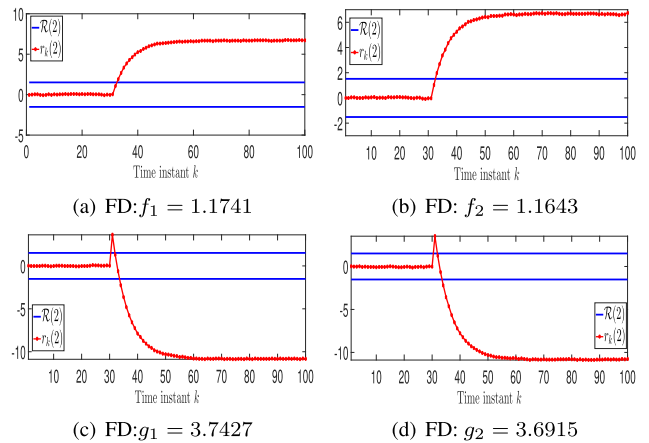 10
5
0
5
0 20 40 60 80 100
Time instant k
R(2)
r_k(2)
(a) FD:f_1 = 1.1741
6
4
2
0
-2
10 20 30 40 50 60 70 80 90 100
Time instant k
R(2)
r_k(2)
(b) FD: f_2 = 1.1643
0
-5
-10
10 20 30 40 50 60 70 80 90 100
Time instant k
R(2)
r_k(2)
(c) FD:g_1 = 3.7427
0
-5
-10
10 20 30 40 50 60 70 80 90 100
Time instant k
R(2)
r_k(2)
(d) FD: g_2 = 3.6915